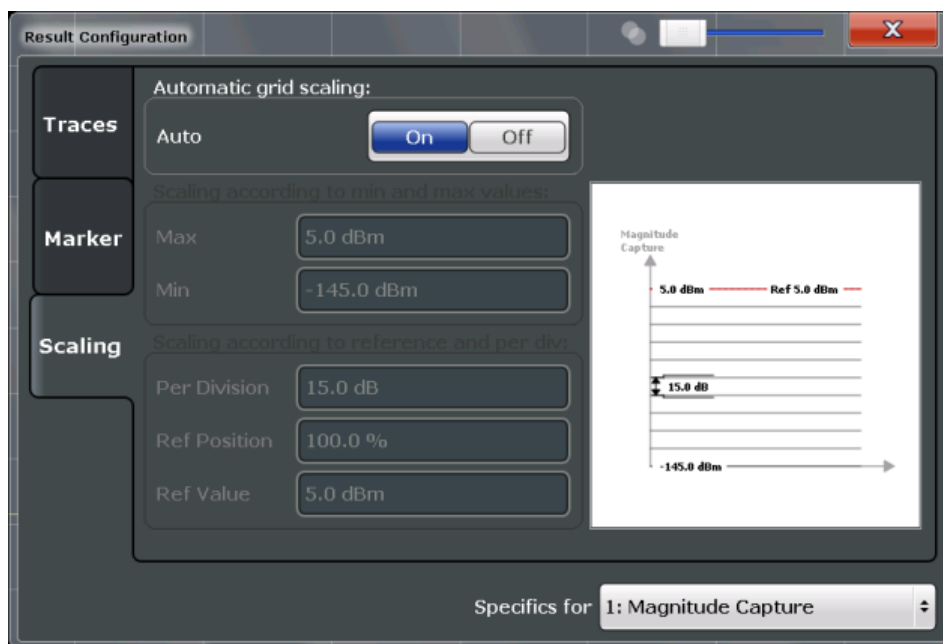 Result Configuration
X
Traces
Marker
Scaling
Automatic grid scaling:
Auto
On
Off
Scaling according to min and max values:
Max
5.0 dBm
Min
-145.0 dBm
Scaling according to reference and per div:
Per Division
15.0 dB
Ref Position
100.0 %
Ref Value
5.0 dBm
Magnitude
Capture
5.0 dBm
Ref 5.0 dBm
15.0 dB
-145.0 dBm
Specifics for
1: Magnitude Capture